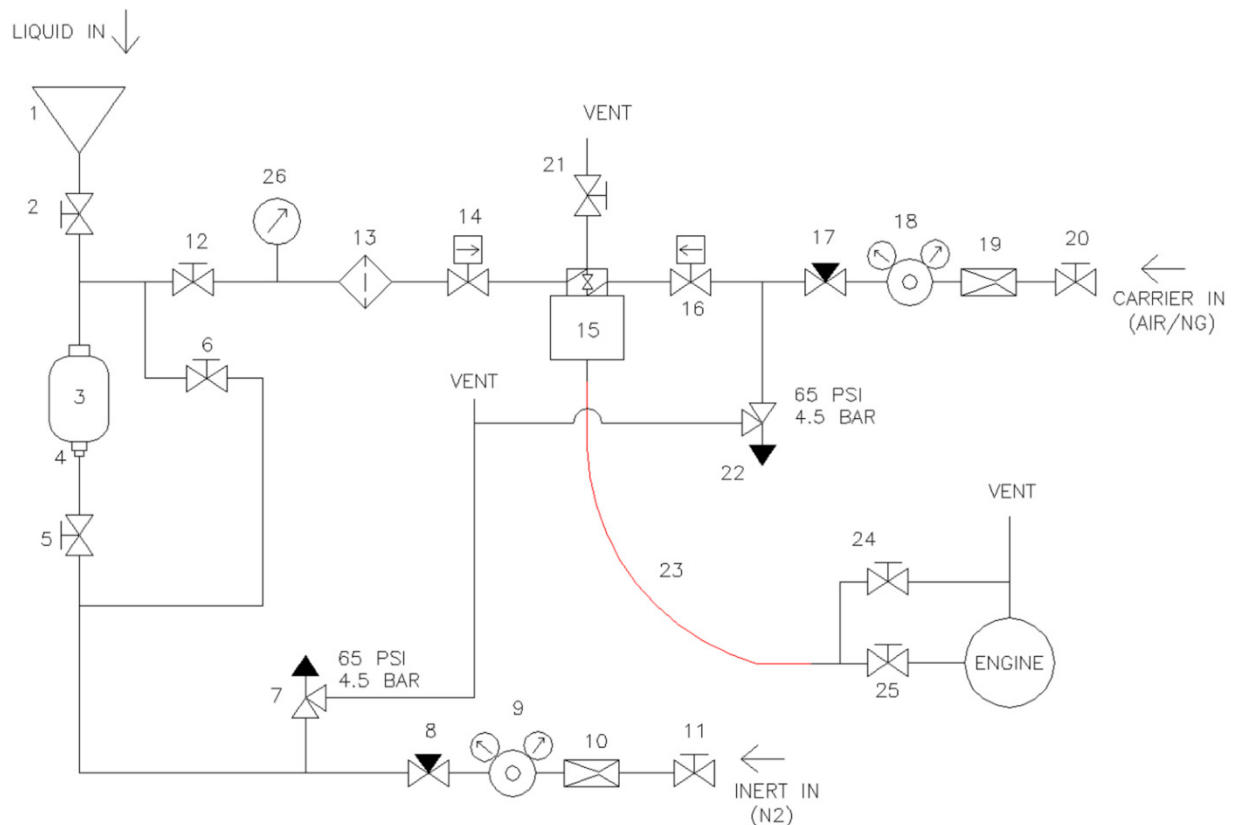 LIQUID IN
1
VENT
21
26
2
12
13
14
17
18
19
20
CARRIER IN
(AIR/NG)
15
16
6
3
VENT
65 PSI
4.5 BAR
4
22
VENT
5
24
23
65 PSI
4.5 BAR
ENGINE
7
25
9
8
10
11
INERT IN
(N2)